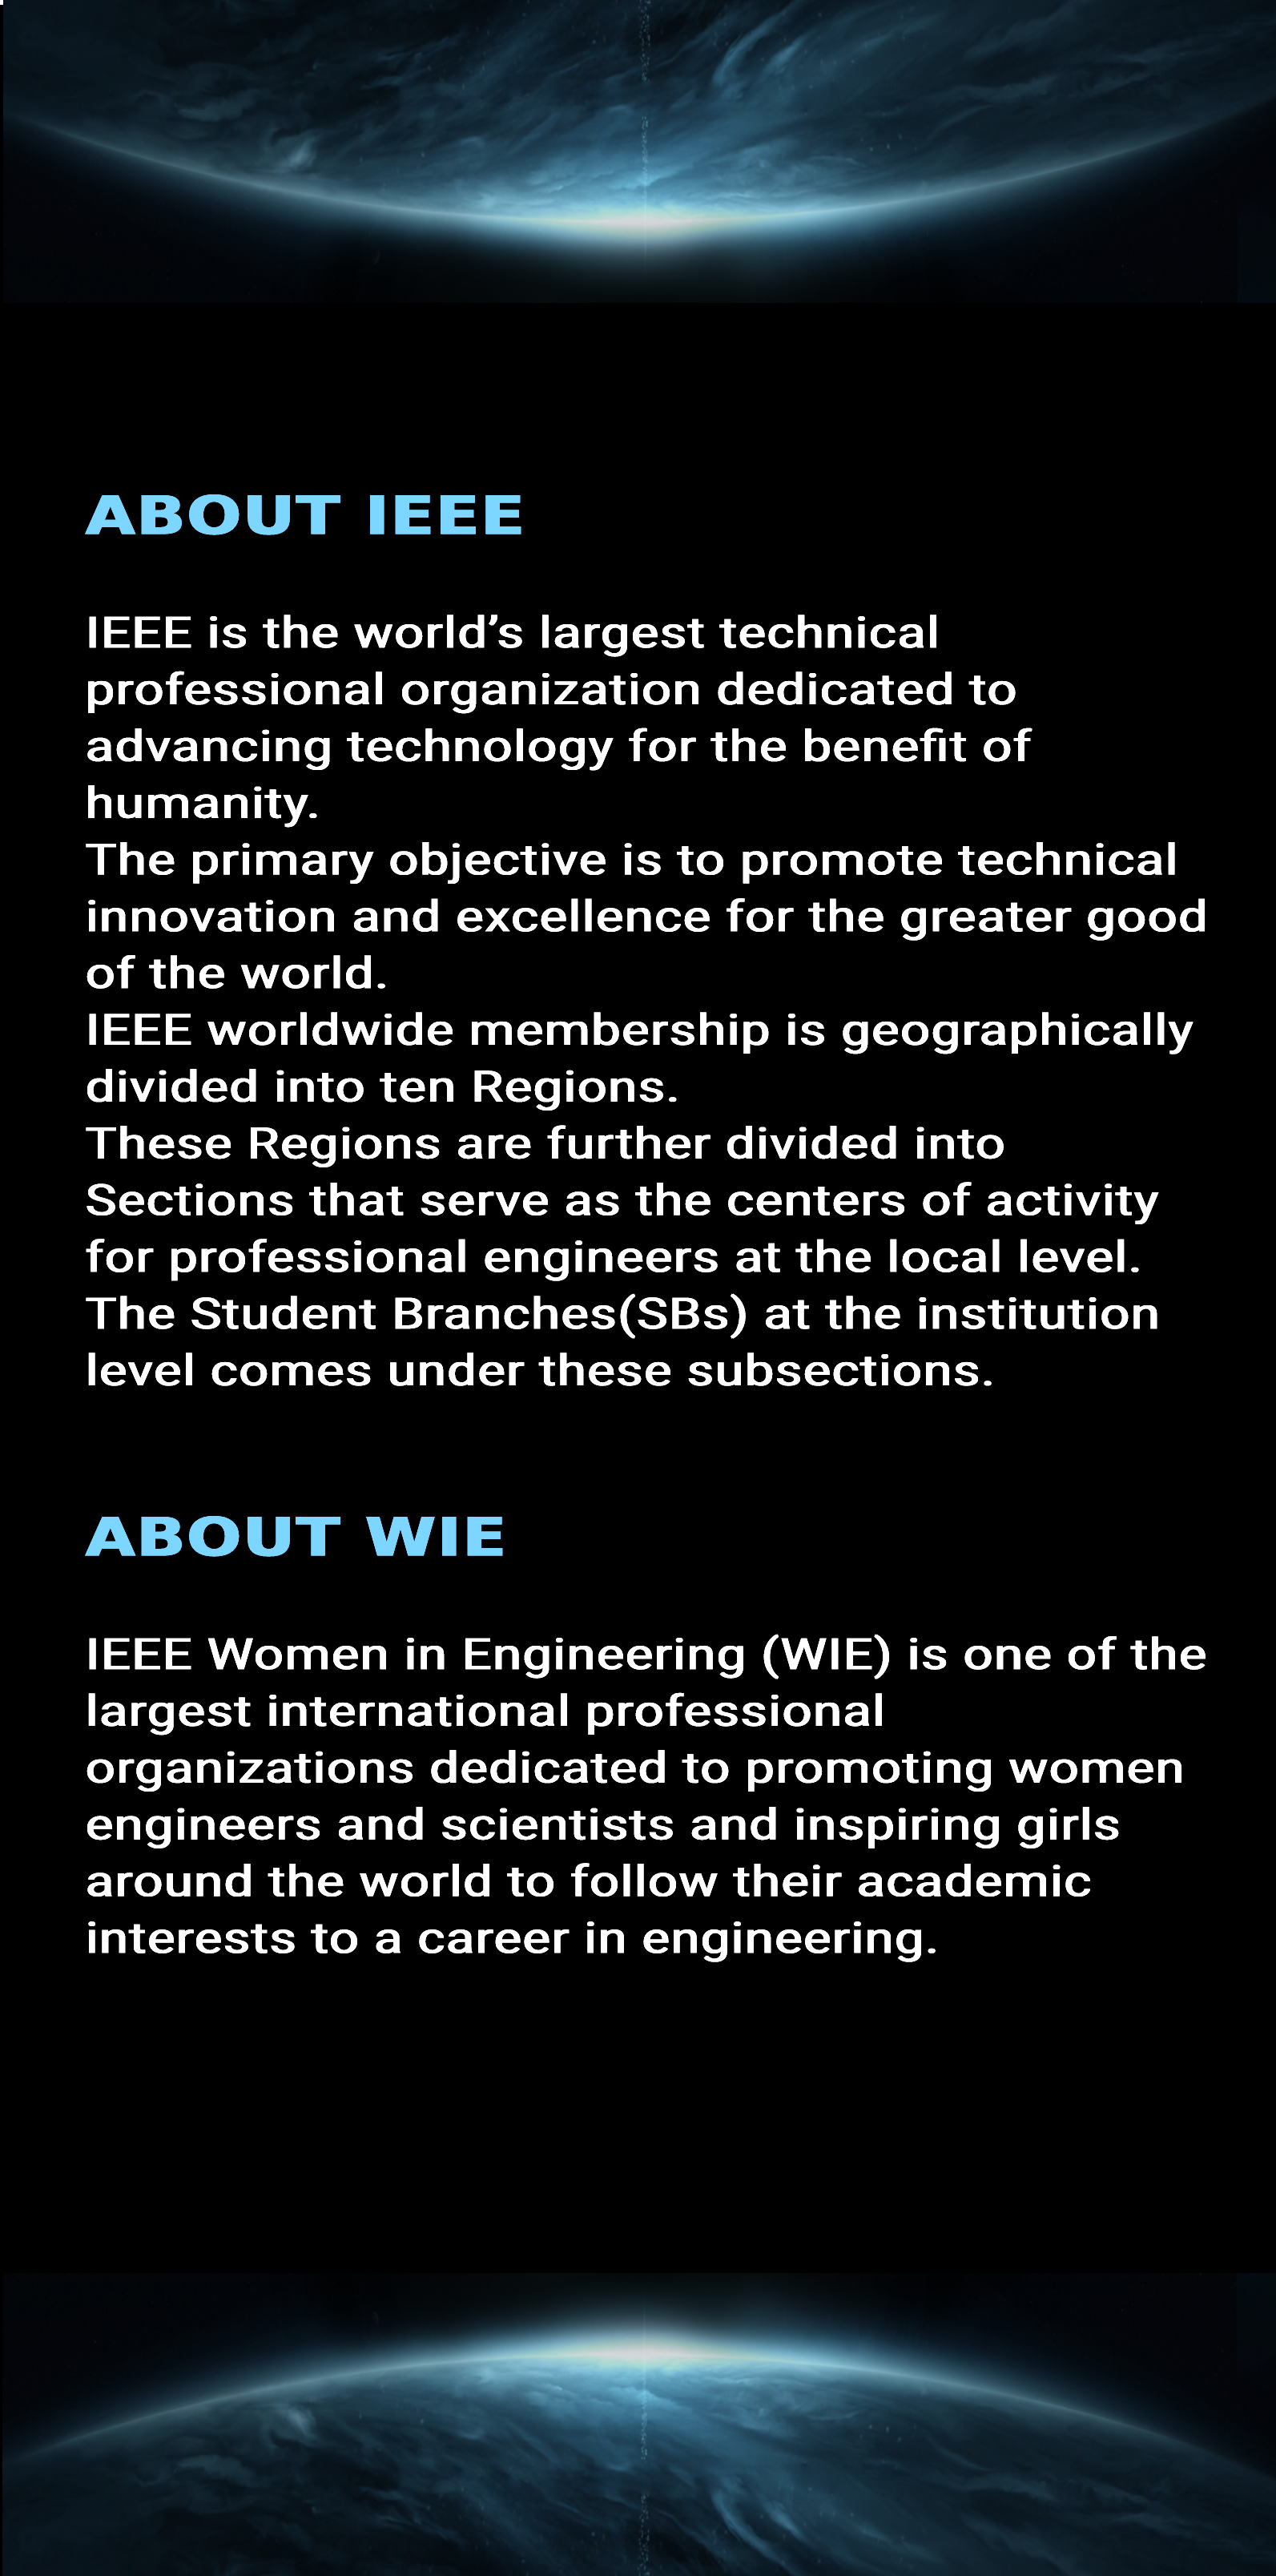 ABOUT IEEE
IEEE is the world’s largest technical
professional organization dedicated to
advancing technology for the benefit of
humanity.
The primary objective is to promote technical
innovation and excellence for the greater good
of the world.
IEEE worldwide membership is geographically
divided into ten Regions.
These Regions are further divided into
Sections that serve as the centers of activity
for professional engineers at the local level.
The Student Branches(SBs) at the institution
level comes under these subsections.
ABOUT WIE
IEEE Women in Engineering (WIE) is one of the
largest international professional
organizations dedicated to promoting women
engineers and scientists and inspiring girls
around the world to follow their academic
interests to a career in engineering.